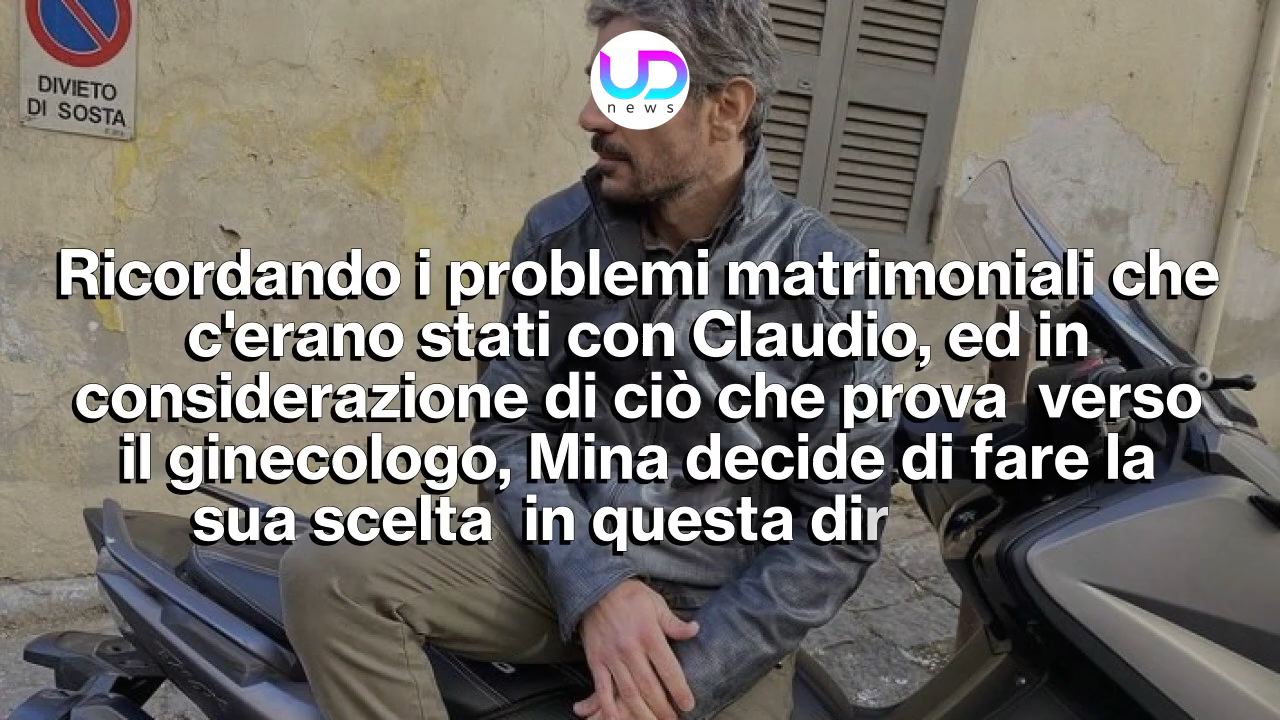 DIVIETO
DI SOSTA
UD
news
Ricordando i problemi matrimoniali che
c'erano stati con Claudio, ed in
considerazione di ciò che prova verso
il ginecologo, Mina decide di fare la
sua scelta in questa dir